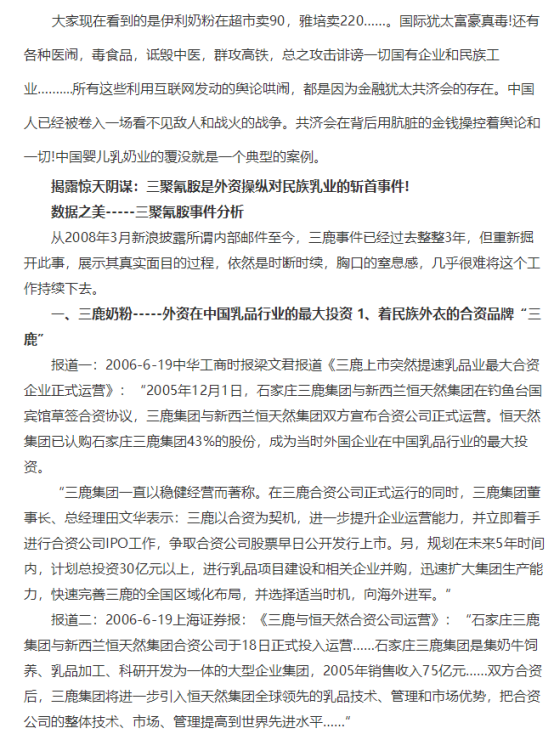 大家现在看到的是伊利奶粉在超市卖90，雅培卖220……。国际犹太富豪真毒!还有
各种医闹，毒食品，诋毁中医，群攻高铁，总之攻击诽谤一切国有企业和民族工
业..........所有这些利用互联网发动的舆论哄闹，都是因为金融犹太共济会的存在。中国
人已经被卷入一场看不见敌人和战火的战争。共济会在背后用肮脏的金钱操控着舆论和
一切!中国婴儿乳奶业的覆没就是一个典型的案例。
揭露惊天阴谋：三聚氰胺是外资操纵对民族乳业的斩首事件!
数据之美-----三聚氰胺事件分析
从2008年3月新浪披露所谓内部邮件至今，三鹿事件已经过去整整3年，但重新掘
开此事，展示其真实面目的过程，依然是时断时续，胸口的窒息感，几乎很难将这个工
作持续下去。
一、三鹿奶粉-----外资在中国乳品行业的最大投资 1、着民族外衣的合资品牌“三
鹿”
报道一：2006-6-19中华工商时报梁文君报道《三鹿上市突然提速乳品业最大合资
企业正式运营》：“2005年12月1日，石家庄三鹿集团与新西兰恒天然集团在钓鱼台国
宾馆草签合资协议，三鹿集团与新西兰恒天然集团双方宣布合资公司正式运营。恒天然
集团已认购石家庄三鹿集团43%的股份，成为当时外国企业在中国乳品行业的最大投
资。
“三鹿集团一直以稳健经营而著称。在三鹿合资公司正式运行的同时，三鹿集团董
事长、总经理田文华表示：三鹿以合资为契机，进一步提升企业运营能力，并立即着手
进行合资公司IPO工作，争取合资公司股票早日公开发行上市。另，规划在未来5年时间
内，计划总投资30亿元以上，进行乳品项目建设和相关企业并购，迅速扩大集团生产能
力，快速完善三鹿的全国区域化布局，并选择适当时机，向海外进军。“
报道二：2006-6-19上海证券报：《三鹿与恒天然合资公司运营》：“石家庄三鹿
集团与新西兰恒天然集团合资公司于18日正式投入运营……石家庄三鹿集团是集奶牛饲
养、乳品加工、科研开发为一体的大型企业集团，2005年销售收入75亿元……双方合资
后，三鹿集团将进一步引入恒天然集团全球领先的乳品技术、管理和市场优势，把合资
公司的整体技术、市场、管理提高到世界先进水平……“